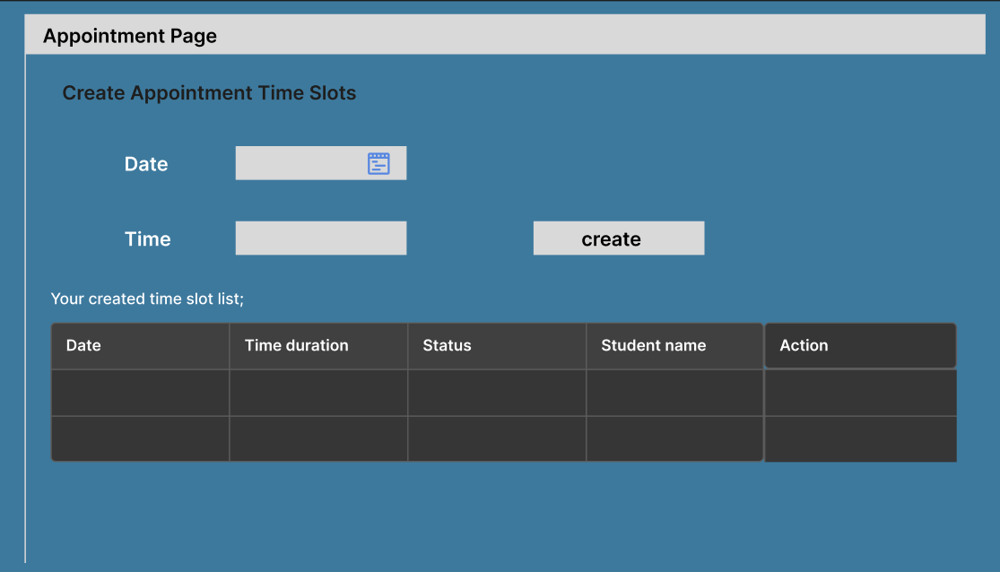 Appointment Page
Create Appointment Time Slots
Date
Time
create
Your created time slot list;
Date Time duration Status Student name Action